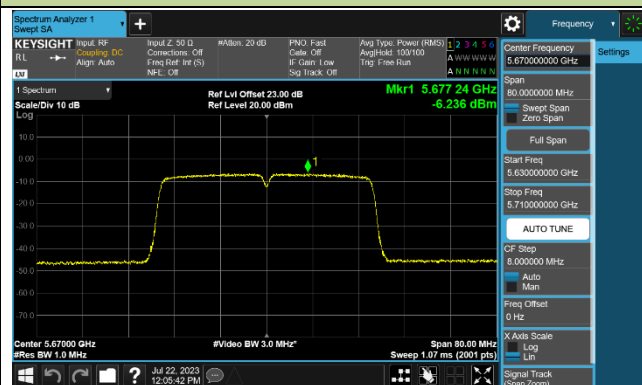 Spectrum Analyzer 1
Swept SA
Frequency
KEYSIGHT
RL
Input: RF
Coupling: DC
Align: Auto
Input Z: 50 Ω
Corrections: Off
Freq Ref: Int (S)
NFE: Off
#Atten: 20 dB
PNO: Fast
Gate: Off
IF Gain: Low
Sig Track: Off
Avg Type: Power (RMS)
Avg|Hold: 100/100
Trig: Free Run
1 2 3 4 5 6
A W W W W W
A N N N N N
LXI
1 Spectrum
Scale/Div 10 dB
Log
Ref Lvl Offset 23.00 dB
Ref Level 20.00 dBm
Mkr1 5.677 24 GHz
-6.236 dBm
1
10.0
0.00
-10.0
-20.0
-30.0
-40.0
-50.0
-60.0
-70.0
Center 5.67000 GHz
#Res BW 1.0 MHz
#Video BW 3.0 MHz*
Span 80.00 MHz
Sweep 1.07 ms (2001 pts)
Center Frequency
5.670000000 GHz
Settings
Span
80.0000000 MHz
Swept Span
Zero Span
Full Span
Start Freq
5.630000000 GHz
Stop Freq
5.710000000 GHz
AUTO TUNE
CF Step
8.000000 MHz
Auto
Man
Freq Offset
0 Hz
X Axis Scale
Log
Lin
Signal Track
(Span Zoom)
?
Jul 22, 2023
12:05:42 PM